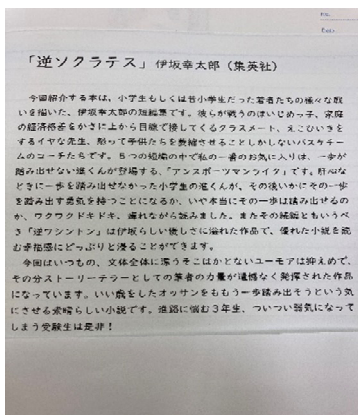 No.
Date
「逆ソクラテス」伊坂幸太郎（集英社）
今回紹介する本は、小学生もしくは昔小学生だった若者たちの様々な戦
いを描いた、伊坂幸太郎の短編集です。彼らが戦うのはいじめっ子、家庭
の経済格差をかさに上から目線で接してくるクラスメート、えこひいきを
するイヤな先生、怒って子供たちを萎縮させることしかしないバスケチー
ムのコーチたちです。5つの短編の中で私の一番のお気に入りは、一歩が
踏み出せない進くんが登場する、「アンスポーツマンライク」です。肝心な
ときに一歩を踏み出せなかった小学生の進くんが、その後いかにその一歩
を踏み出す勇気を持つことになるか、いや本当にその一歩は踏み出せるの
か、ワクワクドキドキ、痺れながら読みました。またその続編ともいうべ
き「逆ワシントン」は伊坂らしい優しさに溢れた作品で、優れた小説を読
む幸福感にどっぷりと浸ることができます。
今回はいつもの、文体全体に漂うそこはかとないユーモアは抑えめで、
その分ストーリーテラーとしての筆者の力量が遺憾なく発揮された作品
になっています。いい歳をしたオッサンをももう一歩踏み出そうという気
にさせる素晴らしい小説です。進路に悩む3年生、ついつい弱気になって
しまう受験生は是非！